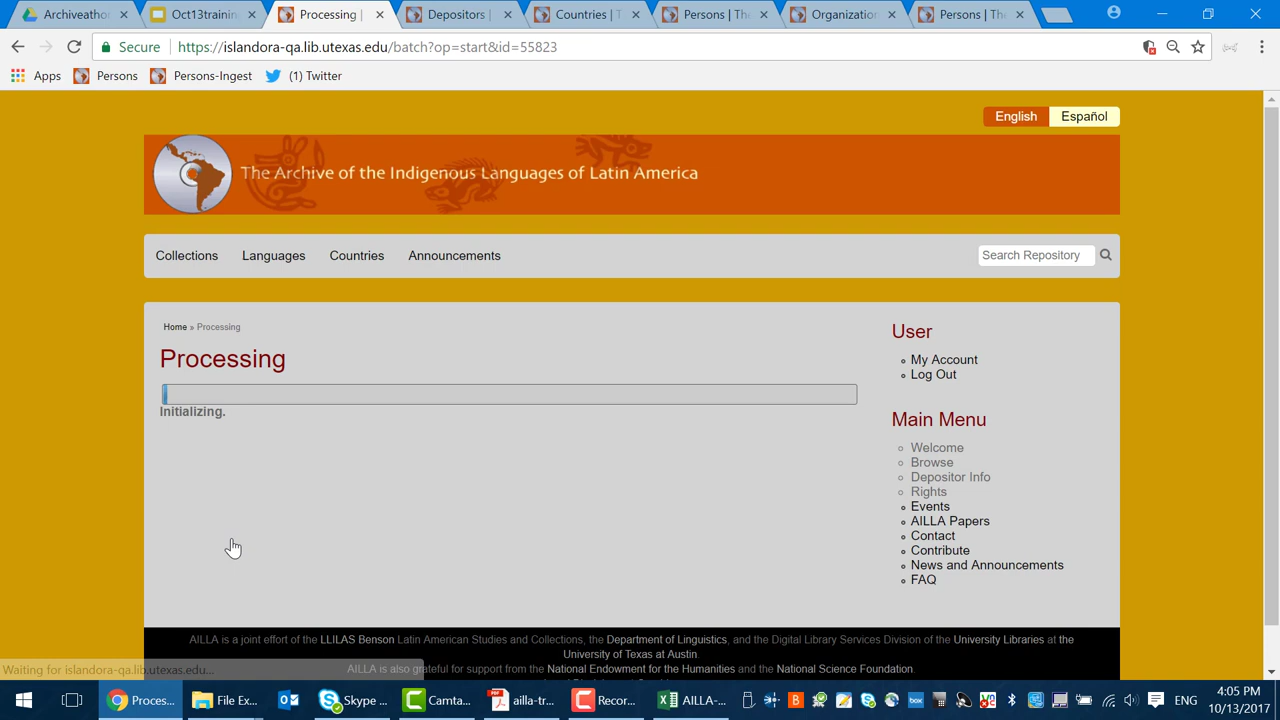 Archiveathon
Oct13training
Processing |
Depositors |
Countries | T
Persons | The
Organization
Persons | The
Secure
https://islandora-qa.lib.utexas.edu/batch?op=start&id=55823
Apps Persons Persons-Ingest (1) Twitter
English Español
The Archive of the Indigenous Languages of Latin America
Collections Languages Countries Announcements Search Repository
Home » Processing
Processing
Initializing.
User
My Account
Log Out
Main Menu
Welcome
Browse
Depositor Info
Rights
Events
AILLA Papers
Contact
Contribute
News and Announcements
FAQ
AILLA is a joint effort of the LLILAS Benson Latin American Studies and Collections, the Department of Linguistics, and the Digital Library Services Division of the University Libraries at the
University of Texas at Austin
AILLA is also grateful for support from the National Endowment for the Humanities and the National Science Foundation.
Waiting for islandora-qa.lib.utexas.edu...
Proces... File Ex... Skype ... Camta... ailla-tr... Recor... AILLA-... ENG
4:05 PM
10/13/2017